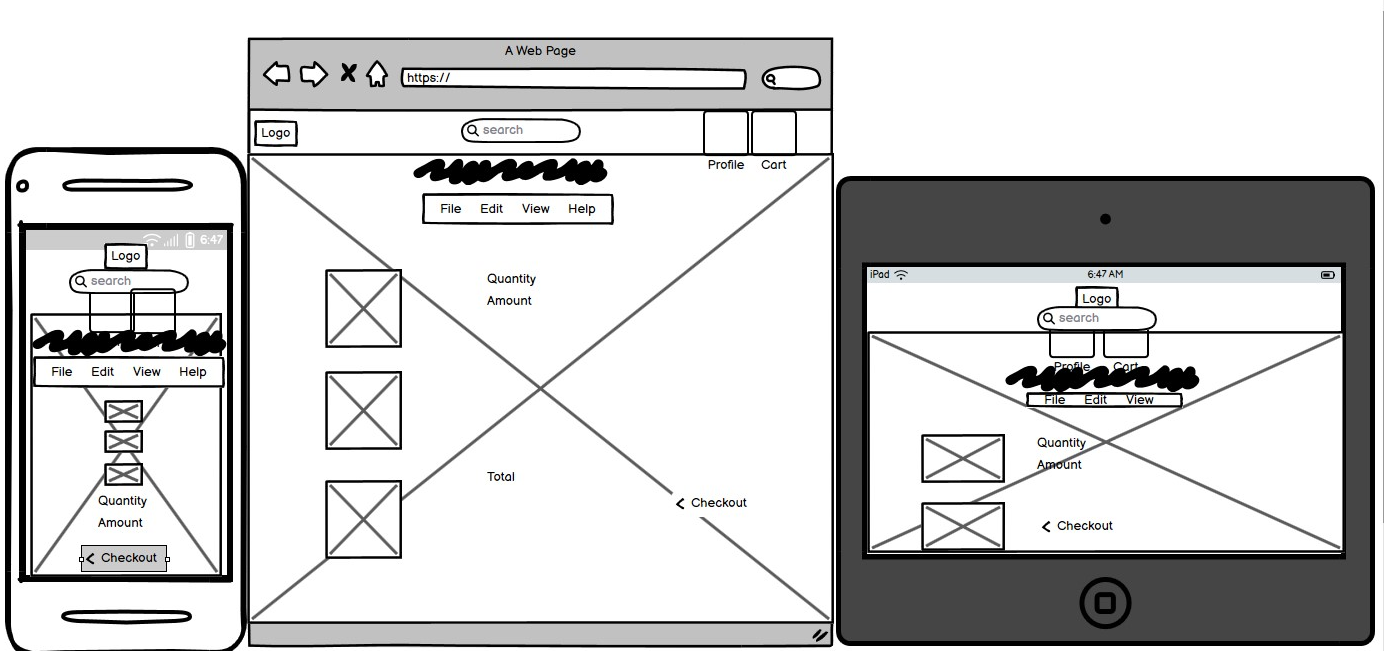 6:47
Logo
search
File Edit View Help
Quantity
Amount
Checkout
A Web Page
https://
Logo
search
Profile Cart
File Edit View Help
Quantity
Amount
Total
Checkout
iPad 6:47 AM
Logo
search
Profile Cart
File Edit View
Quantity
Amount
Checkout